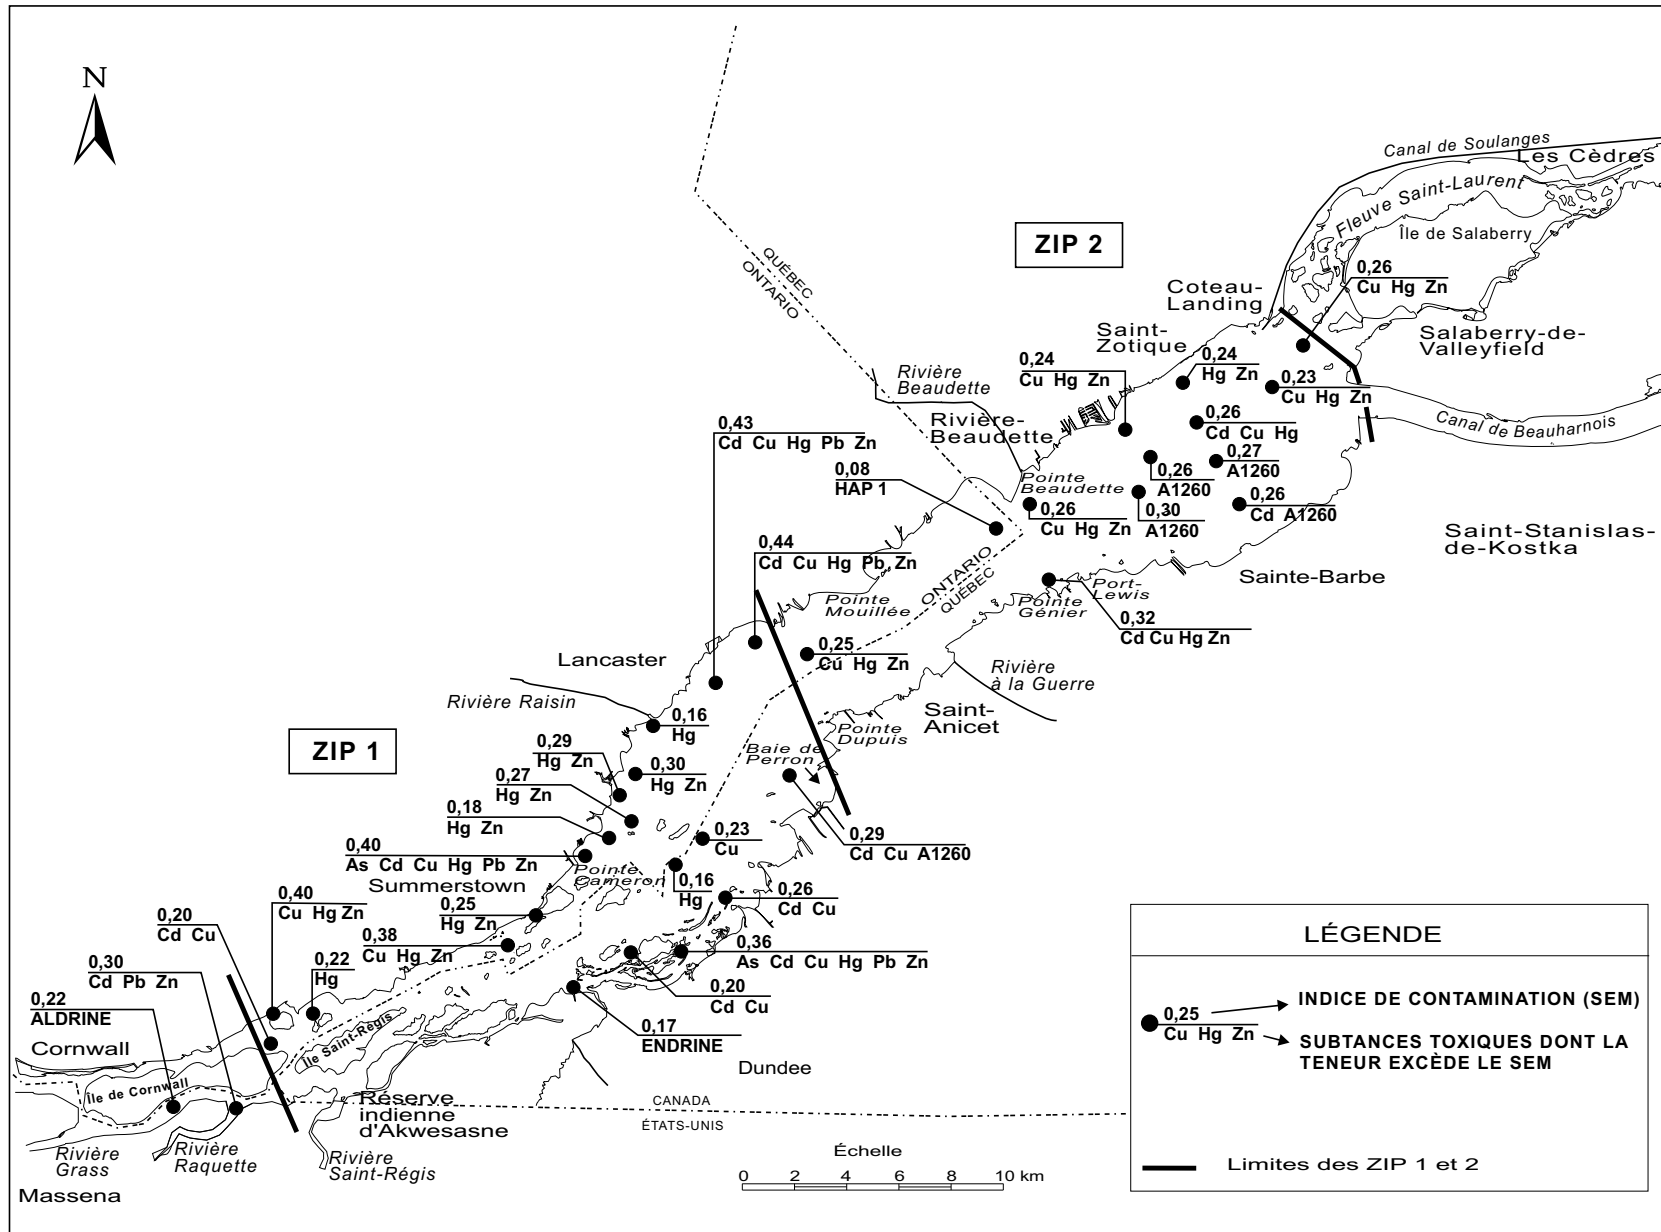 N
Canal de Soulanges
Les Cèdres
Fleuve Saint-Laurent
Île de Salaberry
ZIP 2
QUÉBEC
ONTARIO
0,26
Cu Hg Zn
Coteau-
Landing
Saint-
Zotique
Salaberry-de-
Valleyfield
0,24
Cu Hg Zn
0,24
Hg Zn
0,23
Cu Hg Zn
Rivière
Beaudette
Rivière-
Beaudette
0,26
Cd Cu Hg
Canal de Beauharnois
0,43
Cd Cu Hg Pb Zn
0,27
A1260
0,08
HAP 1
Pointe
Beaudette
0,26
A1260
0,26
Cu Hg Zn
0,30
A1260
0,26
Cd A1260
Saint-Stanislas-
de-Kostka
0,44
Cd Cu Hg Pb Zn
ONTARIO
QUÉBEC
Sainte-Barbe
Port-
Lewis
Pointe
Génier
Pointe
Mouillée
0,32
Cd Cu Hg Zn
0,25
Cu Hg Zn
Lancaster
Rivière
à la Guerre
Rivière Raisin
Saint-
Anicet
0,16
Hg
Pointe
Dupuis
ZIP 1
Baie de
Perron
0,29
Hg Zn
0,30
Hg Zn
0,27
Hg Zn
0,18
Hg Zn
0,23
Cu
0,29
Cd Cu A1260
0,40
As Cd Cu Hg Pb Zn
Pointe
Cameron
Summerstown
0,16
Hg
0,26
Cd Cu
0,40
Cu Hg Zn
0,25
Hg Zn
0,20
Cd Cu
0,38
Cu Hg Zn
0,36
As Cd Cu Hg Pb Zn
0,22
Hg
0,30
Cd Pb Zn
0,20
Cd Cu
0,22
ALDRINE
0,17
ENDRINE
Île Saint-Régis
Cornwall
Dundee
Île de Cornwall
Réserve
indienne
d'Akwesasne
CANADA
ÉTATS-UNIS
Rivière
Grass
Rivière
Raquette
Rivière
Saint-Régis
Massena
Échelle
0 2 4 6 8 10 km
LÉGENDE
0,25
Cu Hg Zn
INDICE DE CONTAMINATION (SEM)
SUBTANCES TOXIQUES DONT LA
TENEUR EXCÈDE LE SEM
Limites des ZIP 1 et 2